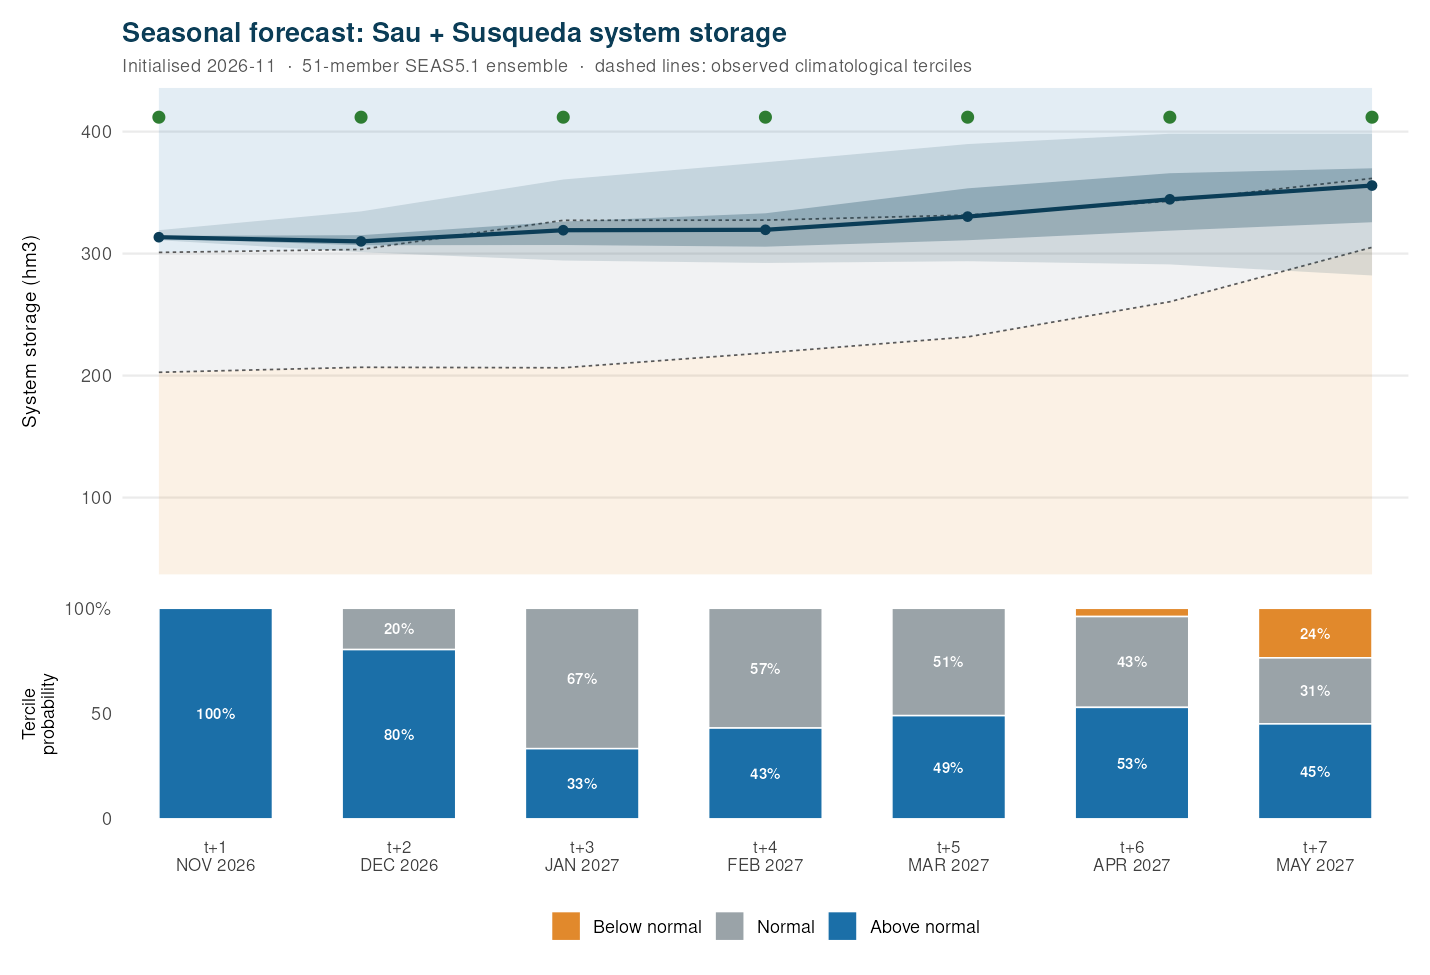 Seasonal forecast: Sau + Susqueda system storage
Initialised 2026-11 · 51-member SEAS5.1 ensemble · dashed lines: observed climatological terciles
System storage (hm3)
400
300
200
100
Tercile
probability
100%
50
0
100%
20%
80%
67%
33%
57%
43%
51%
49%
43%
53%
24%
31%
45%
t+1
NOV 2026
t+2
DEC 2026
t+3
JAN 2027
t+4
FEB 2027
t+5
MAR 2027
t+6
APR 2027
t+7
MAY 2027
Below normal
Normal
Above normal